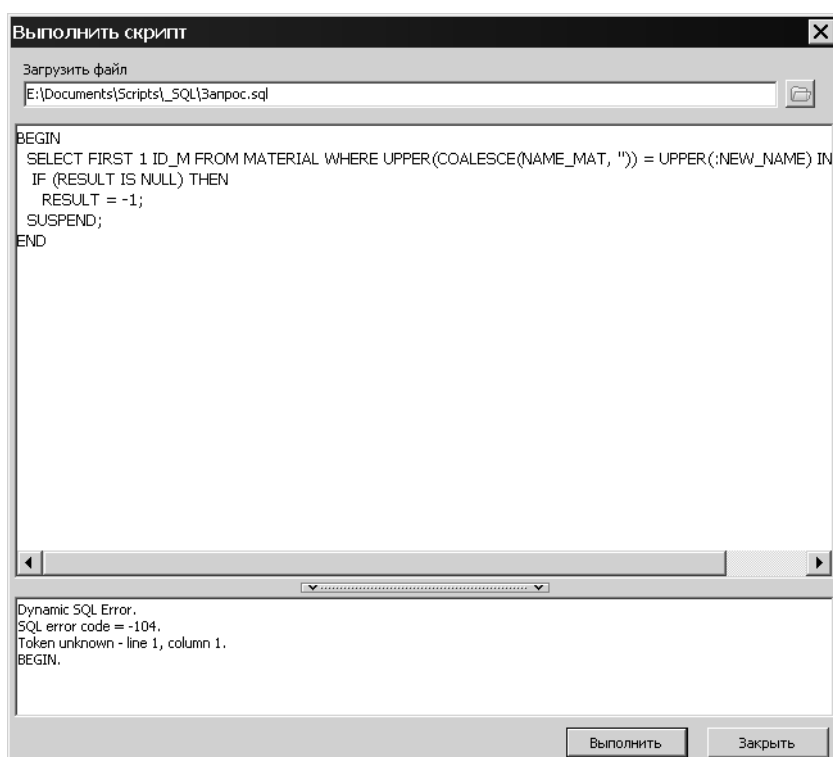 Выполнить скрипт
Загрузить файл
E:\Documents\Scripts\_SQL\Запрос.sql
BEGIN
SELECT FIRST 1 ID_M FROM MATERIAL WHERE UPPER(COALESCE(NAME_MAT, '')) = UPPER(:NEW_NAME) IN
IF (RESULT IS NULL) THEN
RESULT = -1;
SUSPEND;
END
Dynamic SQL Error.
SQL error code = -104.
Token unknown - line 1, column 1.
BEGIN.
Выполнить
Закрыть